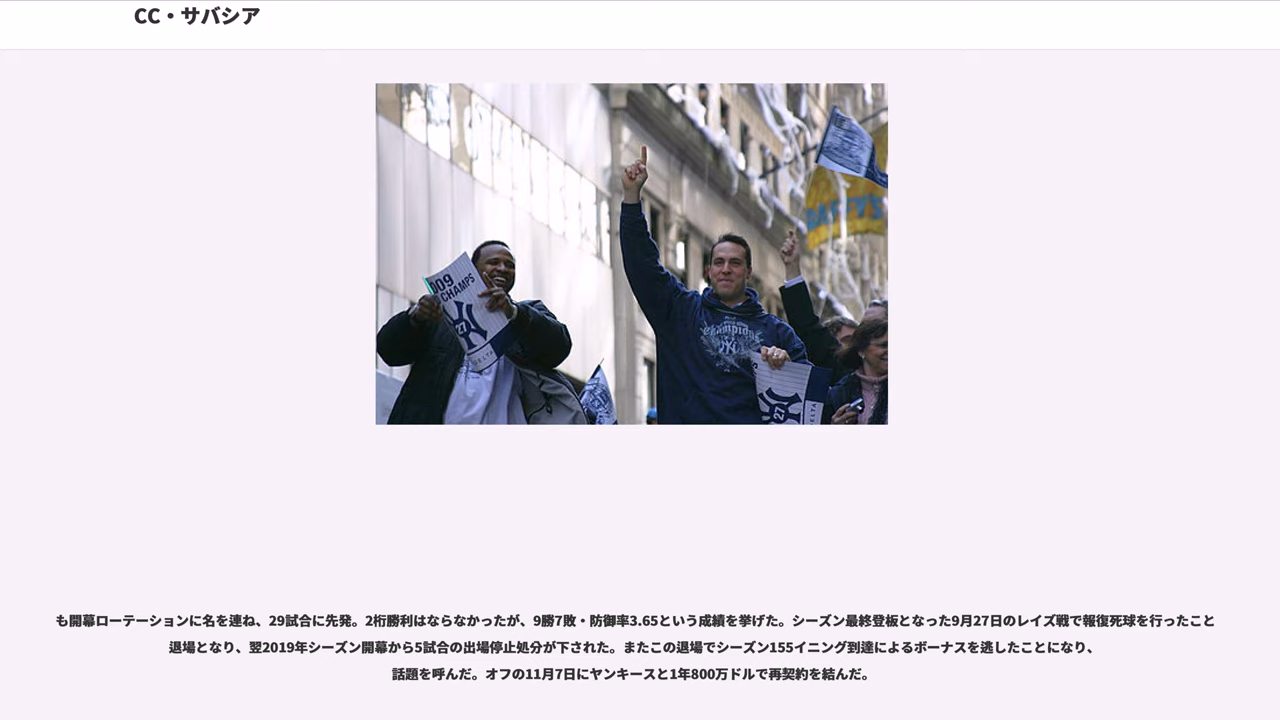 CC・サバシア
009
CHAMPS
27
DELTA
Champions
DAFFY'S
27
DELTA
も開幕ローテーションに名を連ね、29試合に先発。2桁勝利はならなかったが、9勝7敗・防御率3.65という成績を挙げた。シーズン最終登板となった9月27日のレイズ戦で報復死球を行ったこと
退場となり、翌2019年シーズン開幕から5試合の出場停止処分が下された。またこの退場でシーズン155イニング到達によるボーナスを逃したことになり、
話題を呼んだ。オフの11月7日にヤンキースと1年800万ドルで再契約を結んだ。